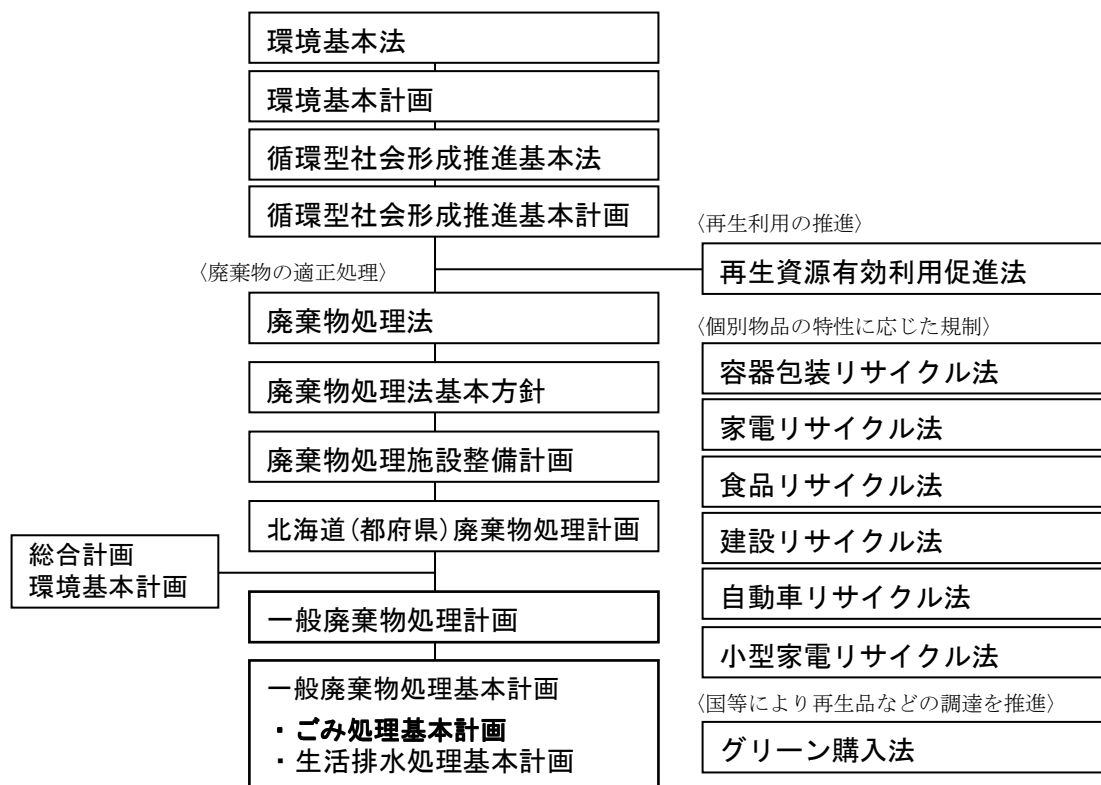 環境基本法
環境基本計画
循環型社会形成推進基本法
循環型社会形成推進基本計画
〈廃棄物の適正処理〉
廃棄物処理法
廃棄物処理法基本方針
廃棄物処理施設整備計画
北海道(都府県)廃棄物処理計画
総合計画
環境基本計画
一般廃棄物処理計画
一般廃棄物処理基本計画
・ごみ処理基本計画
・生活排水処理基本計画
〈再生利用の推進〉
再生資源有効利用促進法
〈個別物品の特性に応じた規制〉
容器包装リサイクル法
家電リサイクル法
食品リサイクル法
建設リサイクル法
自動車リサイクル法
小型家電リサイクル法
〈国等により再生品などの調達を推進〉
グリーン購入法